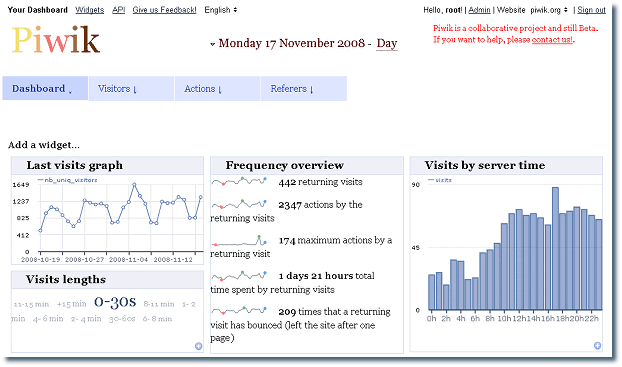 Your Dashboard Widgets API Give us Feedback! English Hello, root! | Admin | Website piwik.org | Sign out
Piwik
Monday 17 November 2008 - Day
Piwik is a collaborative project and still Beta.
If you want to help, please contact us!.
Dashboard ↓ Visitors ↓ Actions ↓ Referers ↓
Add a widget...
Last visits graph
nb_uniq_visitors
1649
1237
825
412
0
2008-10-19 2008-10-27 2008-11-04 2008-11-12
Visits lengths
11-15 min +15 min 0-30s 8-11 min 1-2
min 4-6 min 2-4 min 30-60s 6-8 min
Frequency overview
442 returning visits
2347 actions by the
returning visits
174 maximum actions by a
returning visit
1 days 21 hours total
time spent by returning visits
209 times that a returning
visit has bounced (left the site after one
page)
Visits by server time
visits
90
45
0
0h 2h 4h 6h 8h 10h 12h 14h 16h 18h 20h 22h